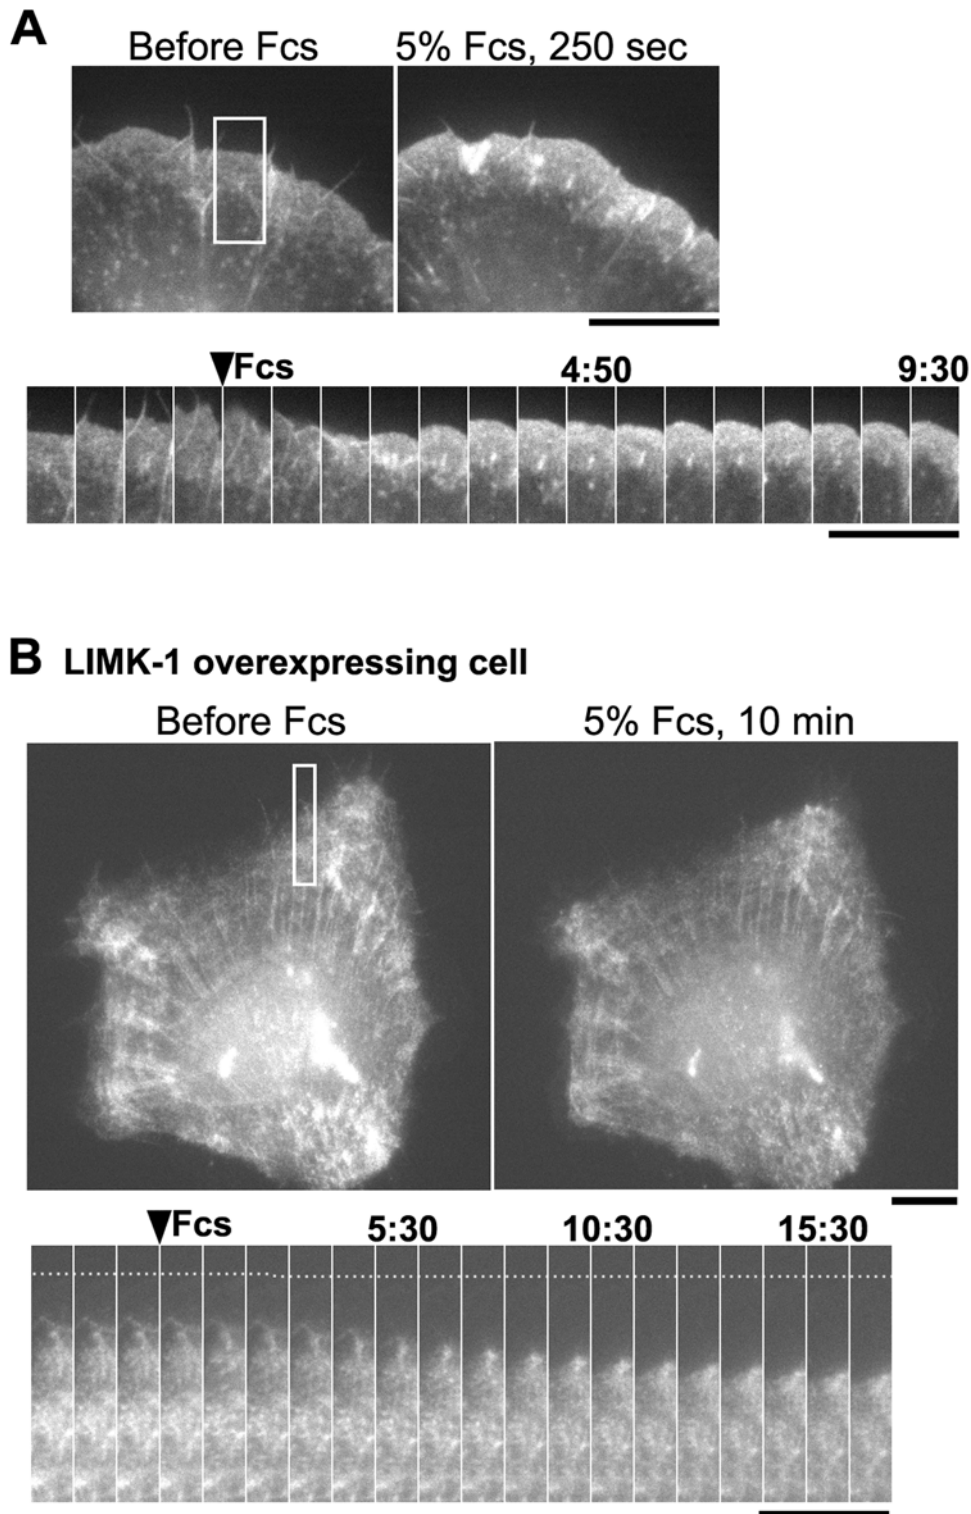 A
Before Fcs
5% Fcs, 250 sec
▼Fcs
4:50
9:30
B LIMK-1 overexpressing cell
Before Fcs
5% Fcs, 10 min
▼Fcs
5:30
10:30
15:30